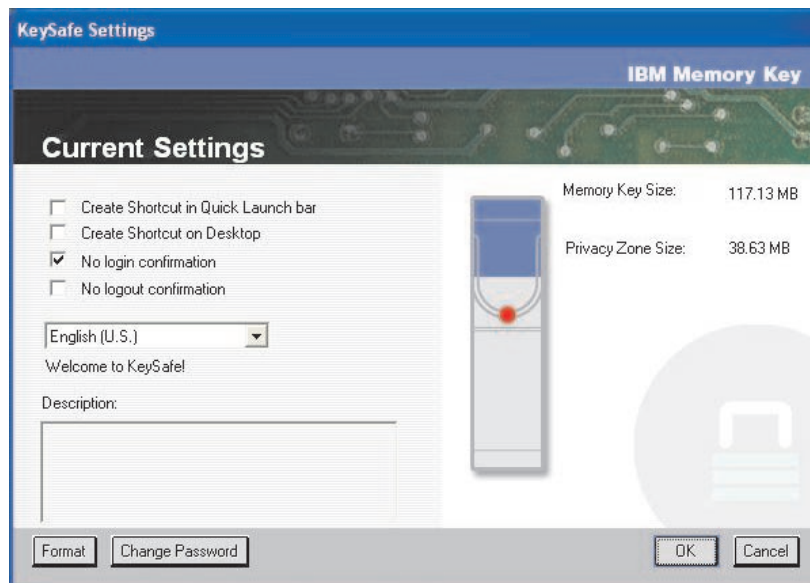 KeySafe Settings
IBM Memory Key
Current Settings
Create Shortcut in Quick Launch bar
Create Shortcut on Desktop
No login confirmation
No logout confirmation
English (U.S.)
Welcome to KeySafe!
Description:
Memory Key Size: 117.13 MB
Privacy Zone Size: 38.63 MB
Format Change Password OK Cancel